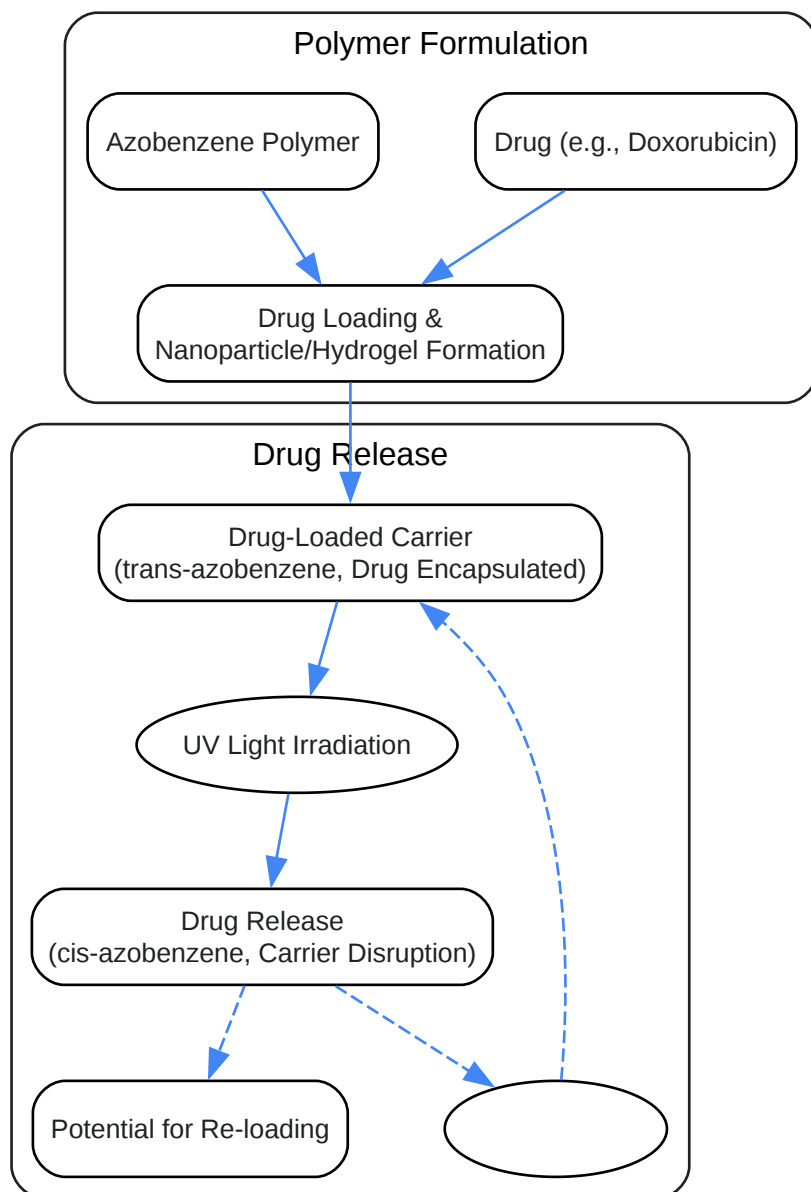 Polymer Formulation
Azobenzene Polymer
Drug (e.g., Doxorubicin)
Drug Loading &
Nanoparticle/Hydrogel Formation
Drug Release
Drug-Loaded Carrier
(trans-azobenzene, Drug Encapsulated)
UV Light Irradiation
Drug Release
(cis-azobenzene, Carrier Disruption)
Potential for Re-loading